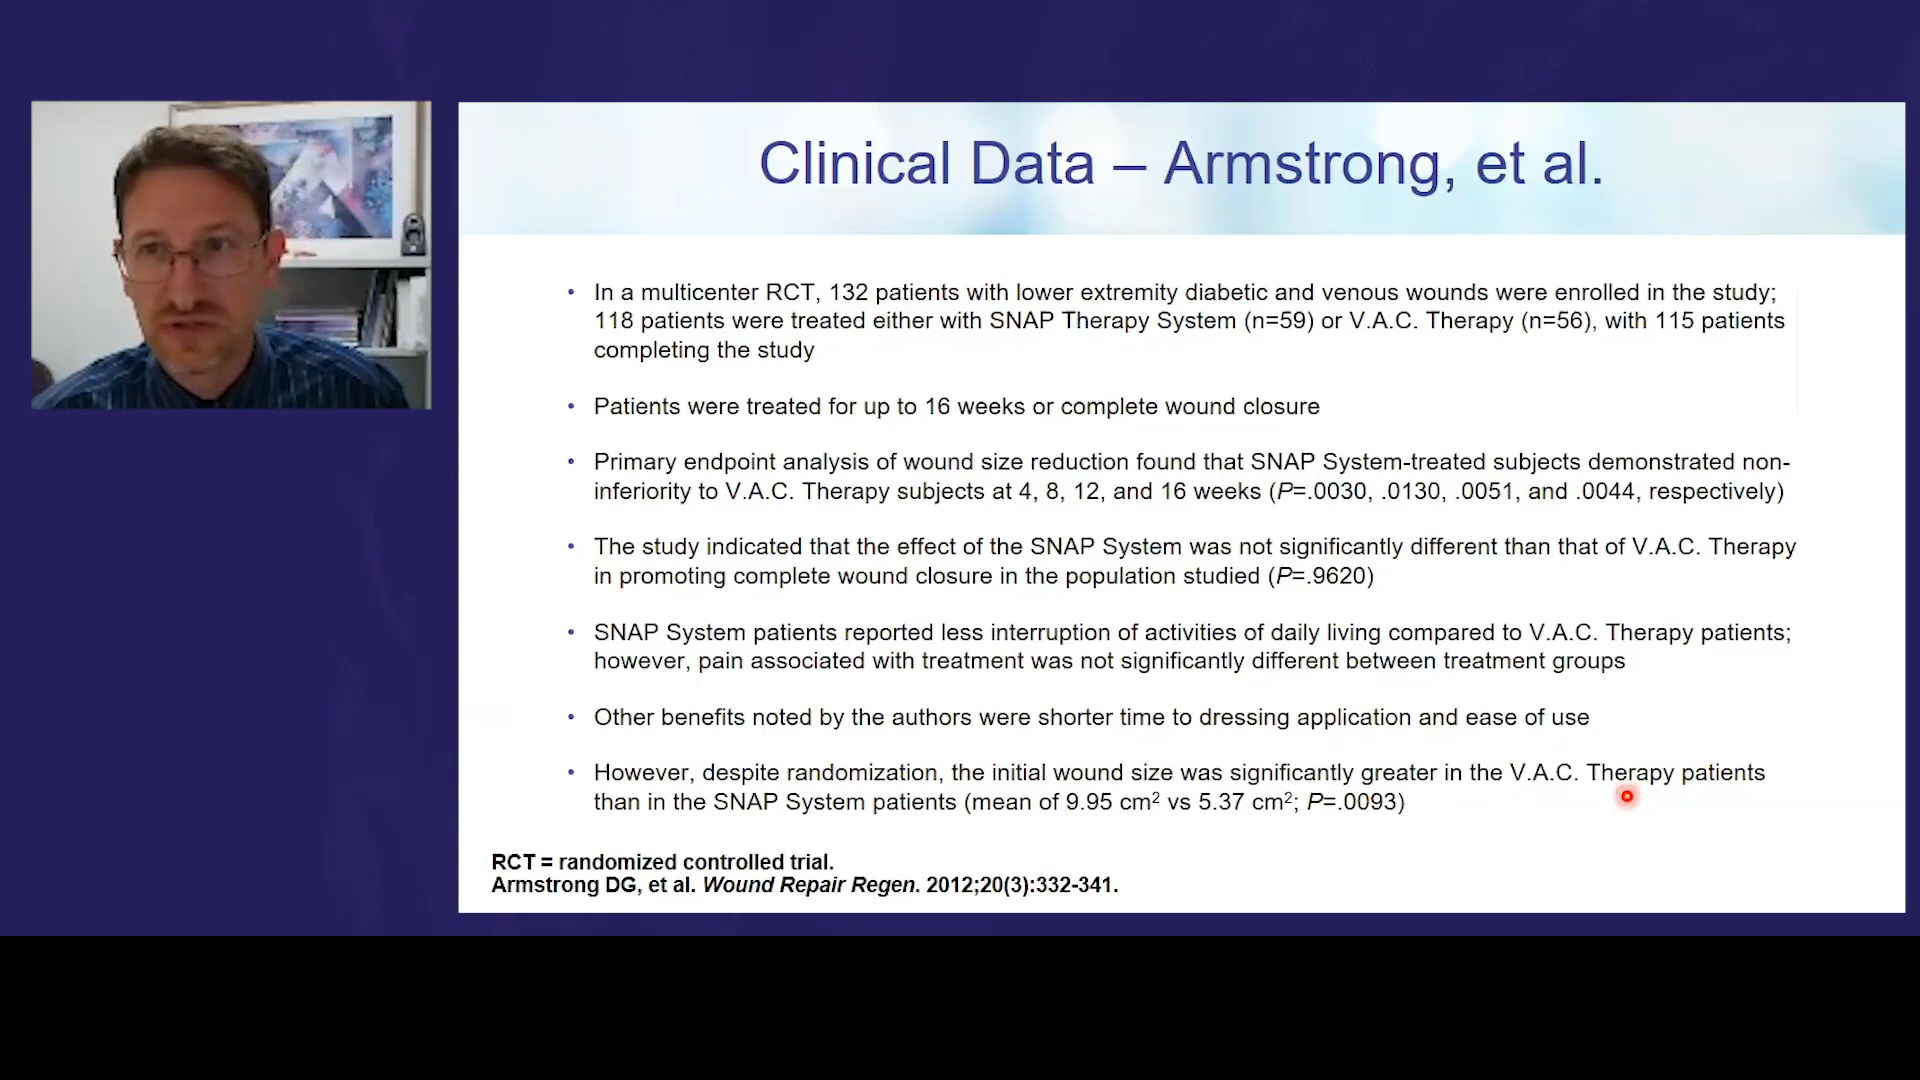 Clinical Data – Armstrong, et al.
• In a multicenter RCT, 132 patients with lower extremity diabetic and venous wounds were enrolled in the study;
118 patients were treated either with SNAP Therapy System (n=59) or V.A.C. Therapy (n=56), with 115 patients
completing the study
• Patients were treated for up to 16 weeks or complete wound closure
• Primary endpoint analysis of wound size reduction found that SNAP System-treated subjects demonstrated non-
inferiority to V.A.C. Therapy subjects at 4, 8, 12, and 16 weeks (P=.0030, .0130, .0051, and .0044, respectively)
• The study indicated that the effect of the SNAP System was not significantly different than that of V.A.C. Therapy
in promoting complete wound closure in the population studied (P=.9620)
• SNAP System patients reported less interruption of activities of daily living compared to V.A.C. Therapy patients;
however, pain associated with treatment was not significantly different between treatment groups
• Other benefits noted by the authors were shorter time to dressing application and ease of use
• However, despite randomization, the initial wound size was significantly greater in the V.A.C. Therapy patients
than in the SNAP System patients (mean of 9.95 cm² vs 5.37 cm²; P=.0093)
RCT = randomized controlled trial.
Armstrong DG, et al. Wound Repair Regen. 2012;20(3):332-341.